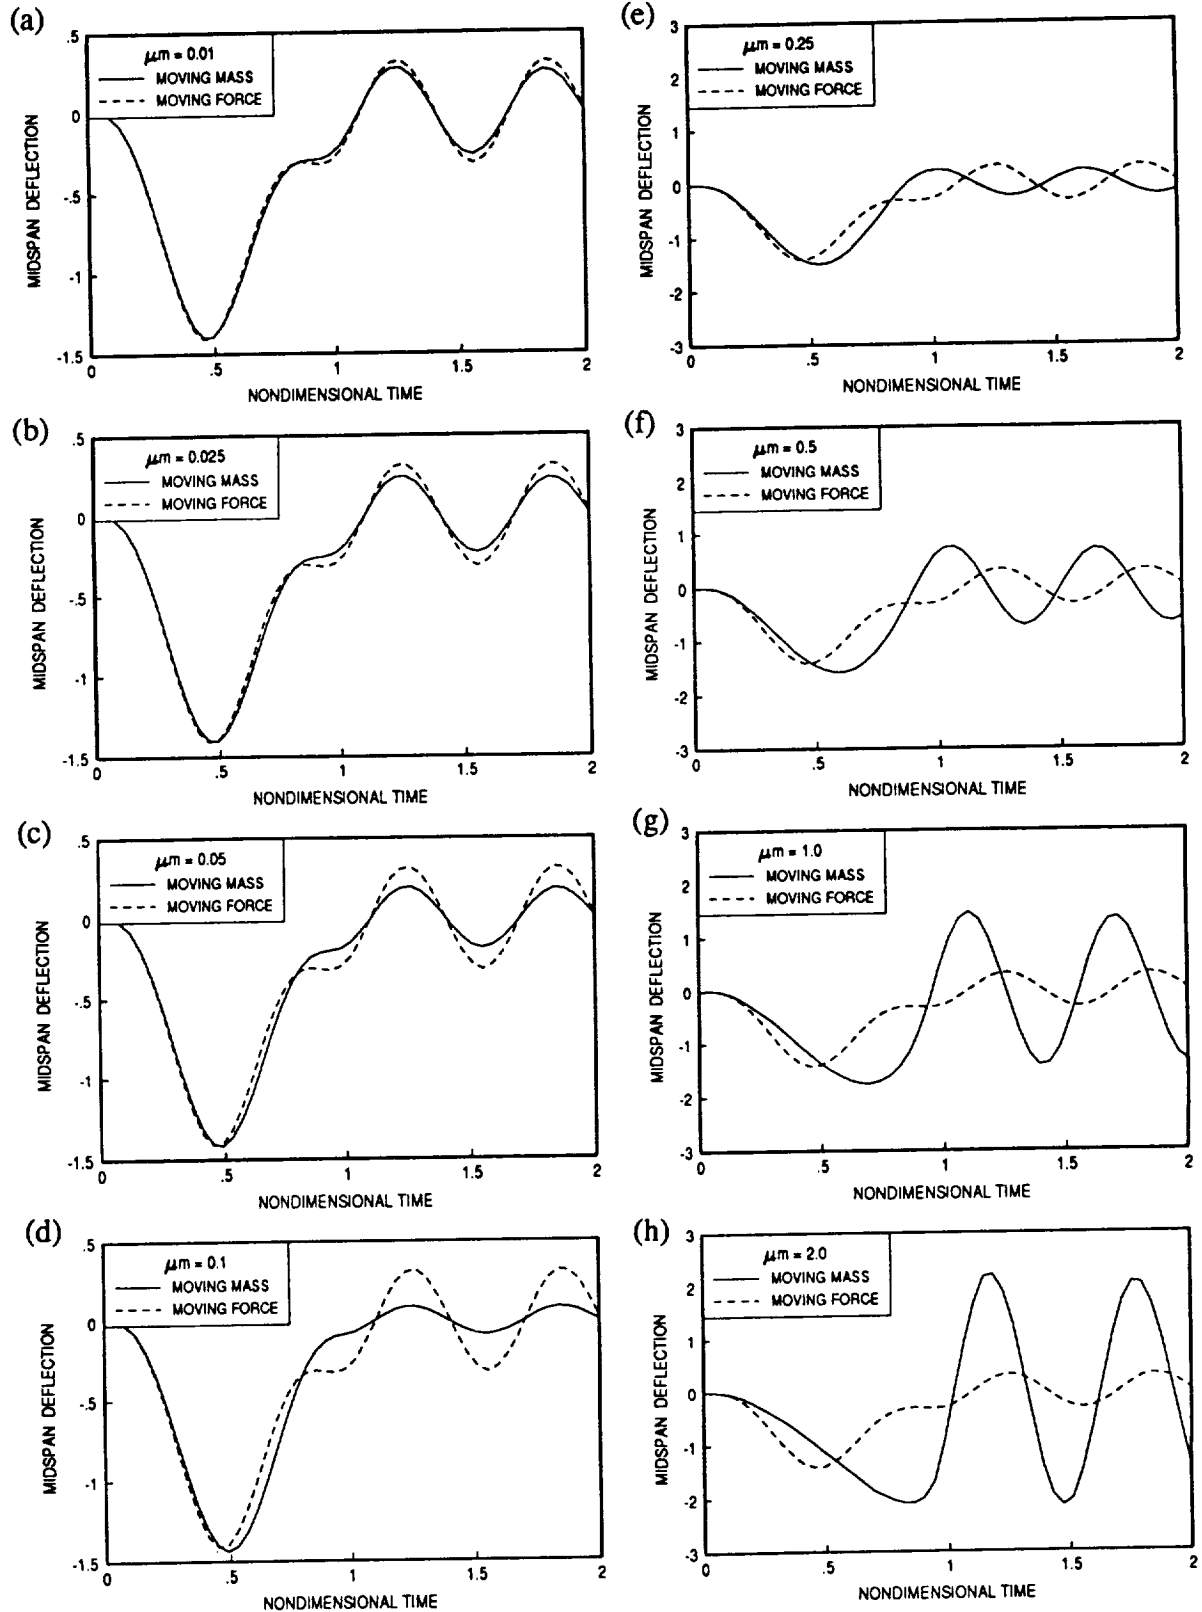 (a)
.5
0
-.5
-1
-1.5
μm = 0.01
MOVING MASS
MOVING FORCE
MIDSPAN DEFLECTION
0
.5
1
1.5
2
NONDIMENSIONAL TIME
(b)
.5
0
-.5
-1
-1.5
μm = 0.025
MOVING MASS
MOVING FORCE
MIDSPAN DEFLECTION
0
.5
1
1.5
2
NONDIMENSIONAL TIME
(c)
.5
0
-.5
-1
-1.5
μm = 0.05
MOVING MASS
MOVING FORCE
MIDSPAN DEFLECTION
0
.5
1
1.5
2
NONDIMENSIONAL TIME
(d)
.5
0
-.5
-1
-1.5
μm = 0.1
MOVING MASS
MOVING FORCE
MIDSPAN DEFLECTION
0
.5
1
1.5
2
NONDIMENSIONAL TIME
(e)
3
2
1
0
-1
-2
-3
μm = 0.25
MOVING MASS
MOVING FORCE
MIDSPAN DEFLECTION
0
.5
1
1.5
2
NONDIMENSIONAL TIME
(f)
3
2
1
0
-1
-2
-3
μm = 0.5
MOVING MASS
MOVING FORCE
MIDSPAN DEFLECTION
0
.5
1
1.5
2
NONDIMENSIONAL TIME
(g)
3
2
1
0
-1
-2
-3
μm = 1.0
MOVING MASS
MOVING FORCE
MIDSPAN DEFLECTION
0
.5
1
1.5
2
NONDIMENSIONAL TIME
(h)
3
2
1
0
-1
-2
-3
μm = 2.0
MOVING MASS
MOVING FORCE
MIDSPAN DEFLECTION
0
.5
1
1.5
2
NONDIMENSIONAL TIME